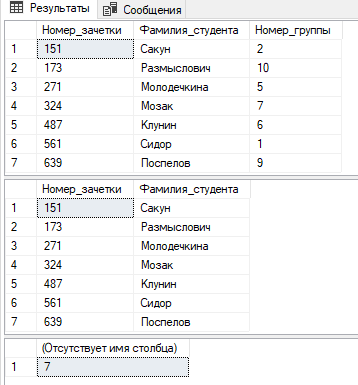 Результаты Сообщения
Номер_зачетки Фамилия_студента Номер_группы
1 151 Сакун 2
2 173 Размыслович 10
3 271 Молодечкина 5
4 324 Мозак 7
5 487 Клунин 6
6 561 Сидор 1
7 639 Поспелов 9
Номер_зачетки Фамилия_студента
1 151 Сакун
2 173 Размыслович
3 271 Молодечкина
4 324 Мозак
5 487 Клунин
6 561 Сидор
7 639 Поспелов
(Отсутствует имя столбца)
1 7